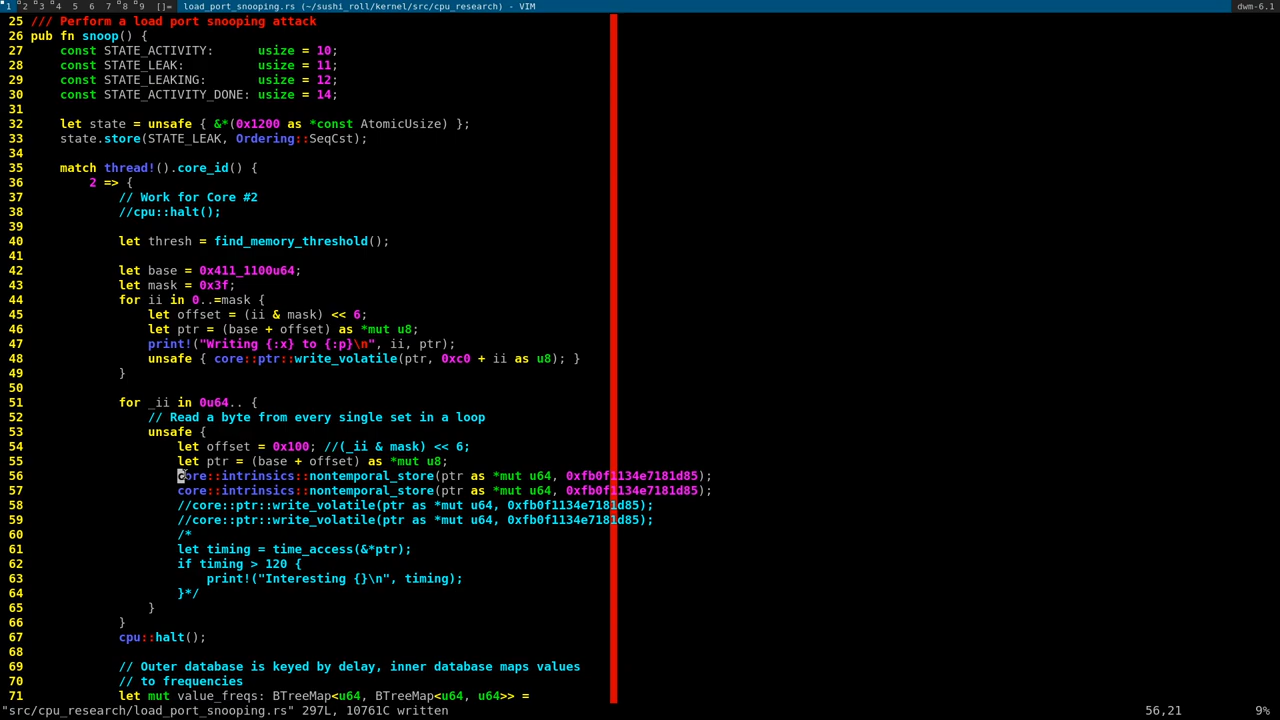 1 2 3 4 5 6 7 8 9 []= load_port_snooping.rs (~/sushi_roll/kernel/src/cpu_research) - VIM dwm-6.1
25 /// Perform a load port snooping attack
26 pub fn snoop() {
27     const STATE_ACTIVITY:      usize = 10;
28     const STATE_LEAK:          usize = 11;
29     const STATE_LEAKING:       usize = 12;
30     const STATE_ACTIVITY_DONE: usize = 14;
31
32     let state = unsafe { &*(0x1200 as *const AtomicUsize) };
33     state.store(STATE_LEAK, Ordering::SeqCst);
34
35     match thread!().core_id() {
36         2 => {
37             // Work for Core #2
38             //cpu::halt();
39
40             let thresh = find_memory_threshold();
41
42             let base = 0x411_1100u64;
43             let mask = 0x3f;
44             for ii in 0..=mask {
45                 let offset = (ii & mask) << 6;
46                 let ptr = (base + offset) as *mut u8;
47                 print!("Writing {:x} to {:p}\n", ii, ptr);
48                 unsafe { core::ptr::write_volatile(ptr, 0xc0 + ii as u8); }
49             }
50
51             for _ii in 0u64.. {
52                 // Read a byte from every single set in a loop
53                 unsafe {
54                     let offset = 0x100; //(_ii & mask) << 6;
55                     let ptr = (base + offset) as *mut u8;
56                     core::intrinsics::nontemporal_store(ptr as *mut u64, 0xfb0f1134e7181d85);
57                     core::intrinsics::nontemporal_store(ptr as *mut u64, 0xfb0f1134e7181d85);
58                     //core::ptr::write_volatile(ptr as *mut u64, 0xfb0f1134e7181d85);
59                     //core::ptr::write_volatile(ptr as *mut u64, 0xfb0f1134e7181d85);
60                     /*
61                     let timing = time_access(&*ptr);
62                     if timing > 120 {
63                         print!("Interesting {}\n", timing);
64                     }*/
65                 }
66             }
67             cpu::halt();
68
69             // Outer database is keyed by delay, inner database maps values
70             // to frequencies
71             let mut value_freqs: BTreeMap<u64, BTreeMap<u64, u64>> =
"src/cpu_research/load_port_snooping.rs" 297L, 10761C written 56,21 9%